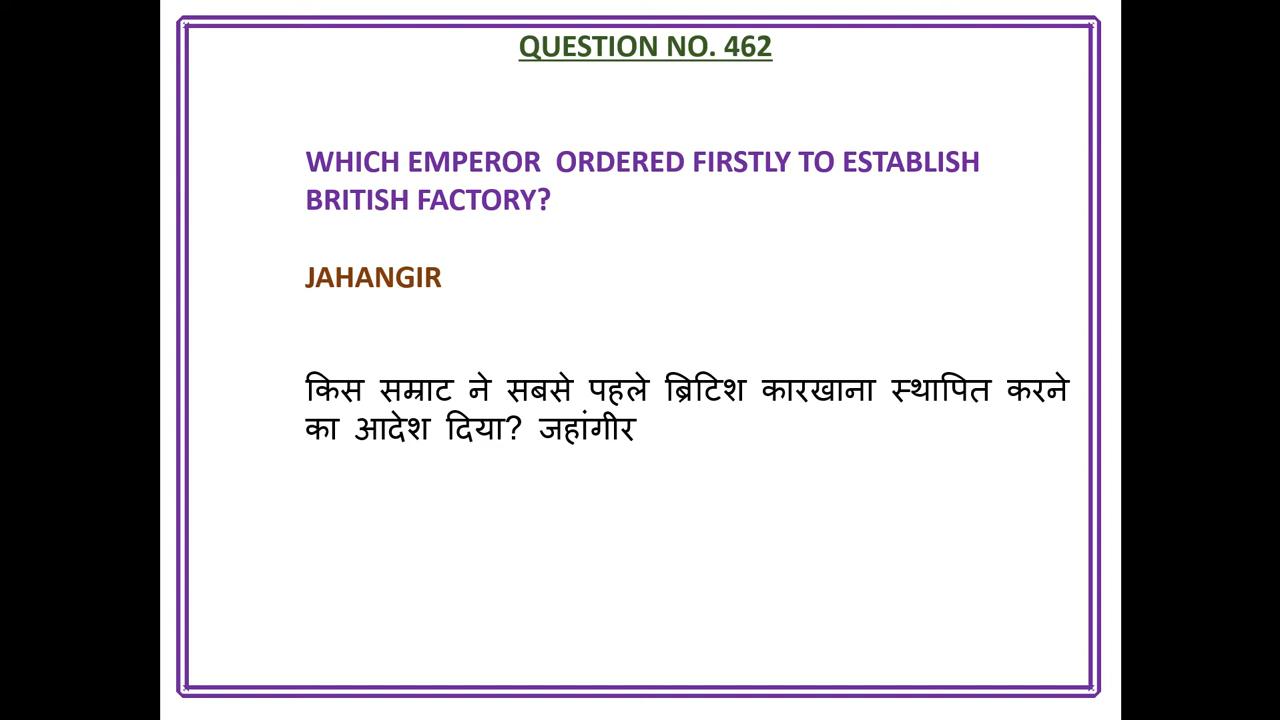 QUESTION NO. 462
WHICH EMPEROR ORDERED FIRSTLY TO ESTABLISH
BRITISH FACTORY?
JAHANGIR
किस सम्राट ने सबसे पहले ब्रिटिश कारखाना स्थापित करने
का आदेश दिया? जहांगीर